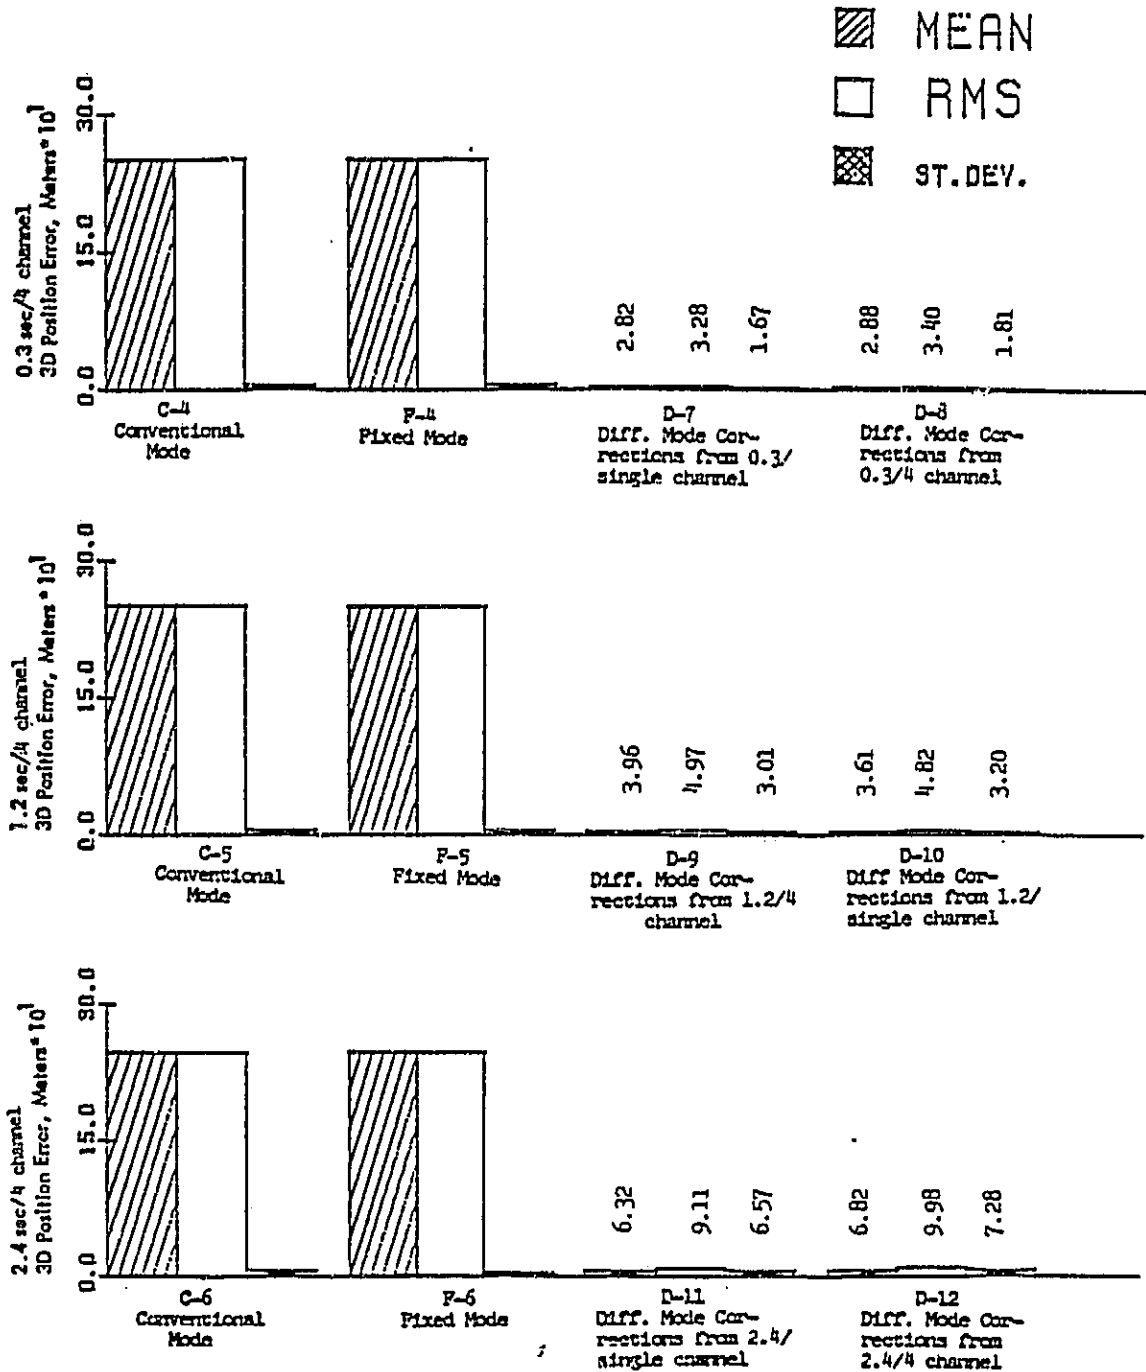 MEAN
RMS
ST.DEV.
0.3 sec/4 channel
3D Position Error, Meters*10¹
30.0
15.0
0.0
2.82
3.28
1.67
2.88
3.40
1.81
C-4
Conventional
Mode
F-4
Fixed Mode
D-7
Diff. Mode Cor-
rections from 0.3/
single channel
D-8
Diff. Mode Cor-
rections from
0.3/4 channel
1.2 sec/4 channel
3D Position Error, Meters*10¹
30.0
15.0
0.0
3.96
4.97
3.01
3.61
4.82
3.20
C-5
Conventional
Mode
F-5
Fixed Mode
D-9
Diff. Mode Cor-
rections from 1.2/4
channel
D-10
Diff Mode Cor-
rections from 1.2/
single channel
2.4 sec/4 channel
3D Position Error, Meters*10¹
30.0
15.0
0.0
6.32
9.11
6.57
6.82
9.98
7.28
C-6
Conventional
Mode
F-6
Fixed Mode
D-11
Diff. Mode Cor-
rections from 2.4/
single channel
D-12
Diff. Mode Cor-
rections from
2.4/4 channel